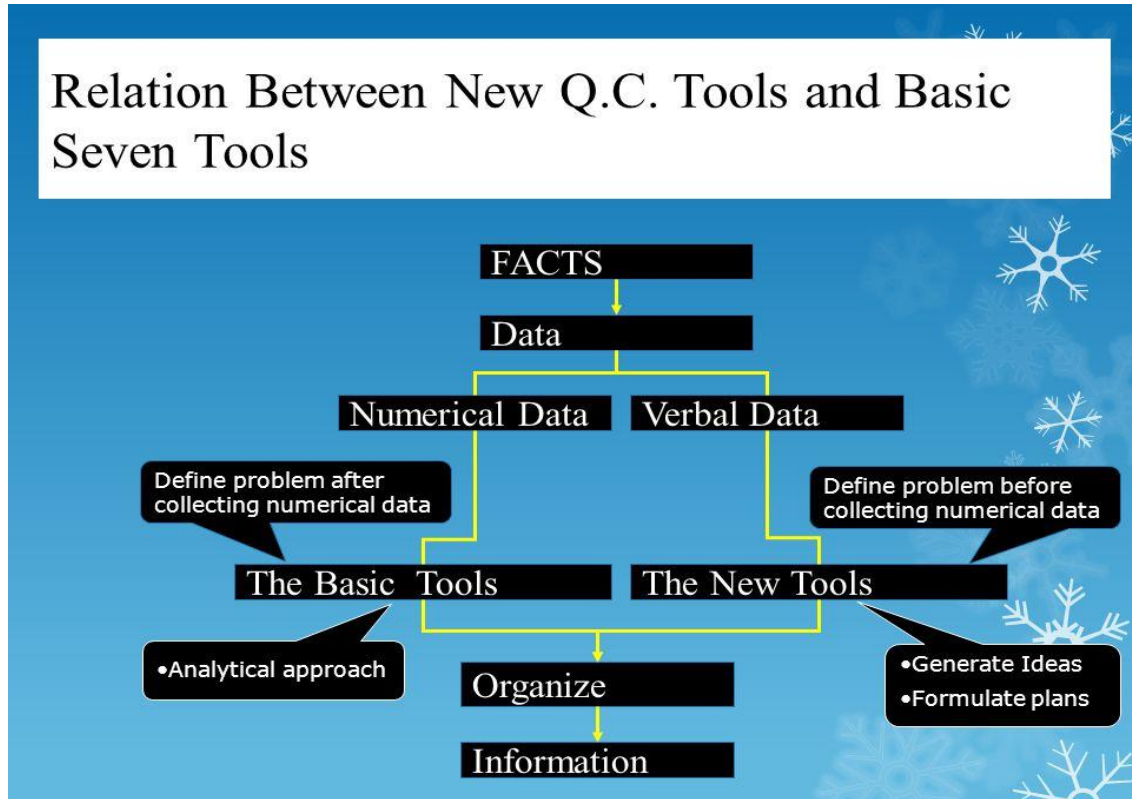 Relation Between New Q.C. Tools and Basic
Seven Tools
FACTS
Data
Numerical Data
Verbal Data
Define problem after
collecting numerical data
Define problem before
collecting numerical data
The Basic Tools
The New Tools
•Analytical approach
•Generate Ideas
•Formulate plans
Organize
Information